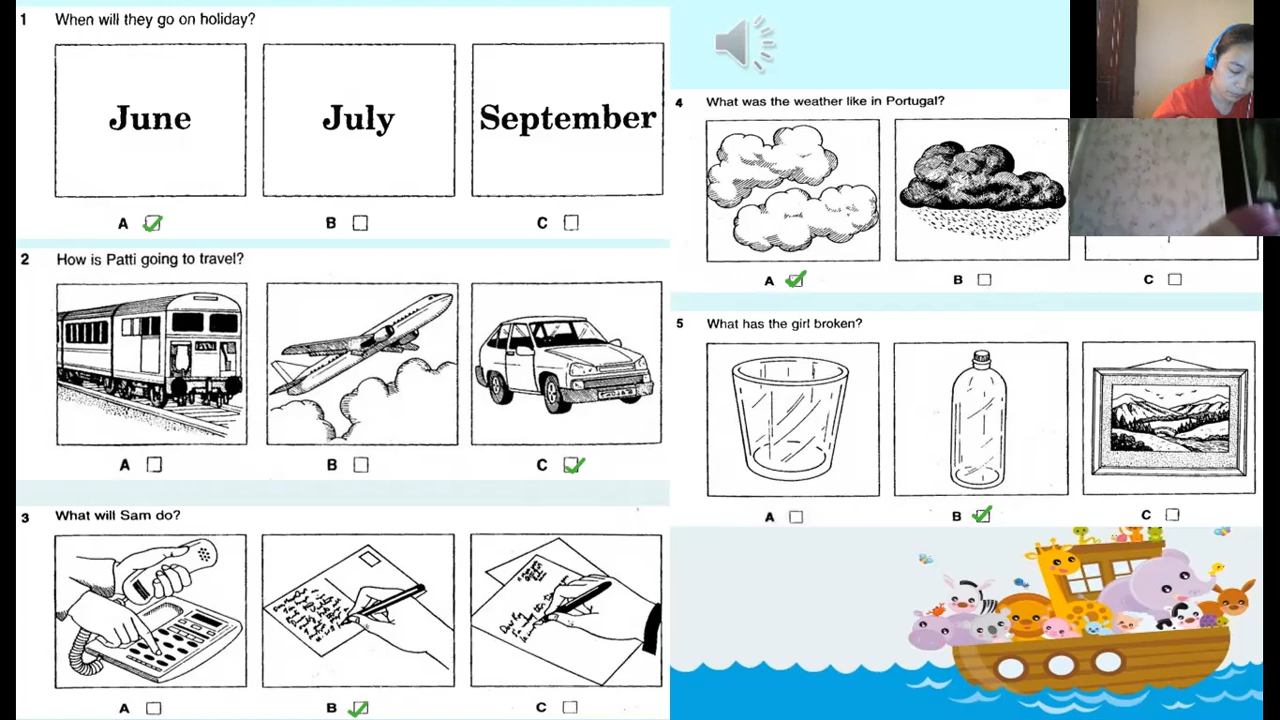 1 When will they go on holiday?
June
July
September
A
B
C
2 How is Patti going to travel?
A
B
C
3 What will Sam do?
A
B
C
4 What was the weather like in Portugal?
A
B
C
5 What has the girl broken?
A
B
C